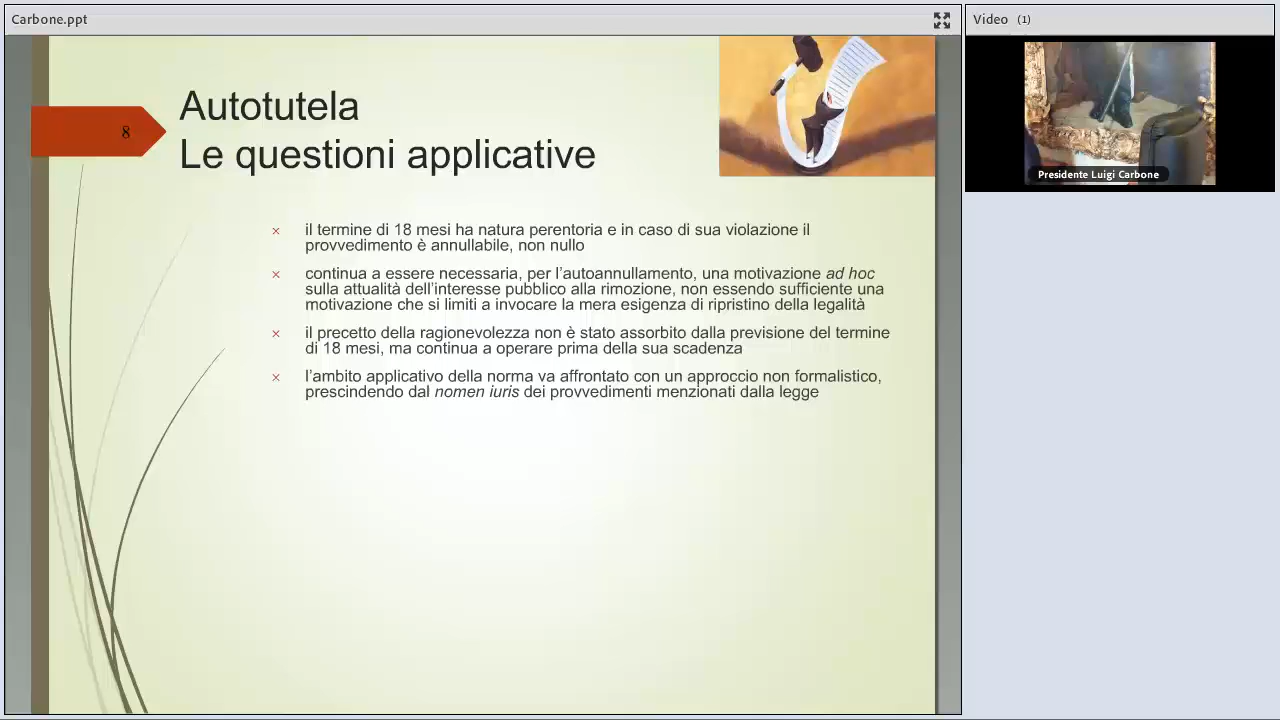 Carbone.ppt
Video (1)
Presidente Luigi Carbone
8
Autotutela
Le questioni applicative
× il termine di 18 mesi ha natura perentoria e in caso di sua violazione il
provvedimento è annullabile, non nullo
× continua a essere necessaria, per l’autoannullamento, una motivazione ad hoc
sulla attualità dell’interesse pubblico alla rimozione, non essendo sufficiente una
motivazione che si limiti a invocare la mera esigenza di ripristino della legalità
× il precetto della ragionevolezza non è stato assorbito dalla previsione del termine
di 18 mesi, ma continua a operare prima della sua scadenza
× l’ambito applicativo della norma va affrontato con un approccio non formalistico,
prescindendo dal nomen iuris dei provvedimenti menzionati dalla legge